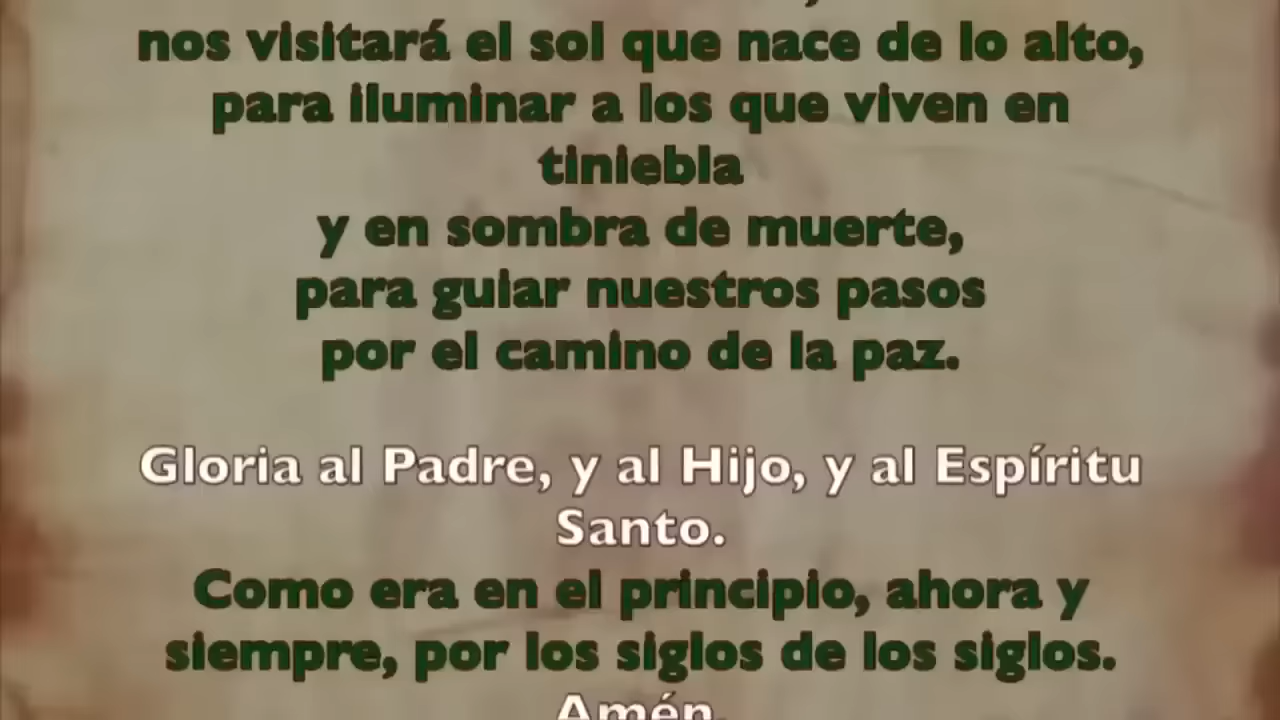 nos visitará el sol que nace de lo alto,
para iluminar a los que viven en
tiniebla
y en sombra de muerte,
para guiar nuestros pasos
por el camino de la paz.
Gloria al Padre, y al Hijo, y al Espíritu
Santo.
Como era en el principio, ahora y
siempre, por los siglos de los siglos.
Amén.